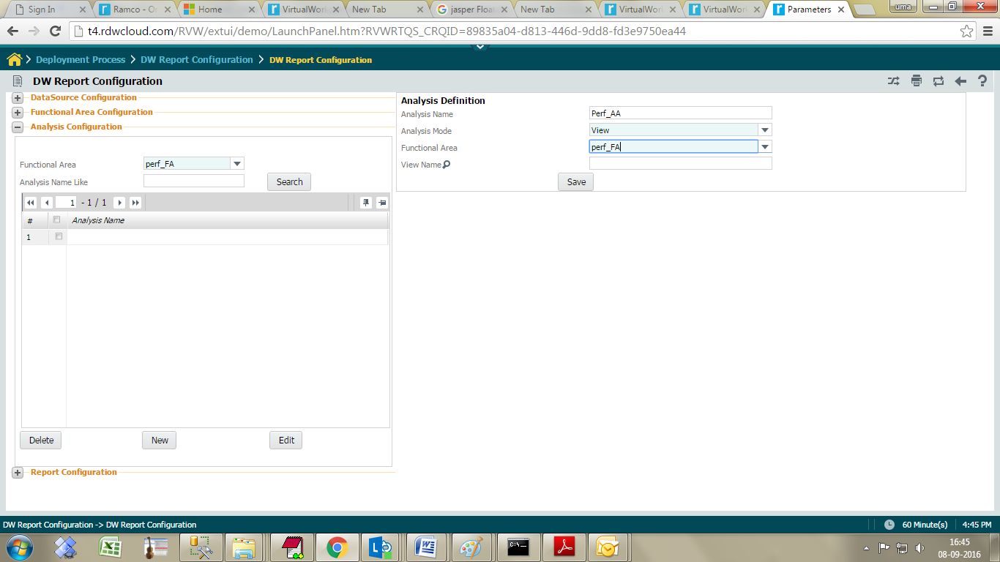 Sign In
Ramco - On
Home
VirtualWor
New Tab
jasper Float
New Tab
VirtualWor
VirtualWor
Parameters
uma
t4.rdwcloud.com/RVW/extui/demo/LaunchPanel.htm?RVWRTQS_CRQID=89835a04-d813-446d-9dd8-fd3e9750ea44
Deployment Process > DW Report Configuration > DW Report Configuration
DW Report Configuration
DataSource Configuration
Functional Area Configuration
Analysis Configuration
Functional Area perf_FA
Analysis Name Like Search
1 - 1 / 1
# Analysis Name
1
Delete New Edit
Report Configuration
Analysis Definition
Analysis Name Perf_AA
Analysis Mode View
Functional Area perf_FA
View Name
Save
DW Report Configuration -> DW Report Configuration
60 Minute(s) 4:45 PM
16:45
08-09-2016